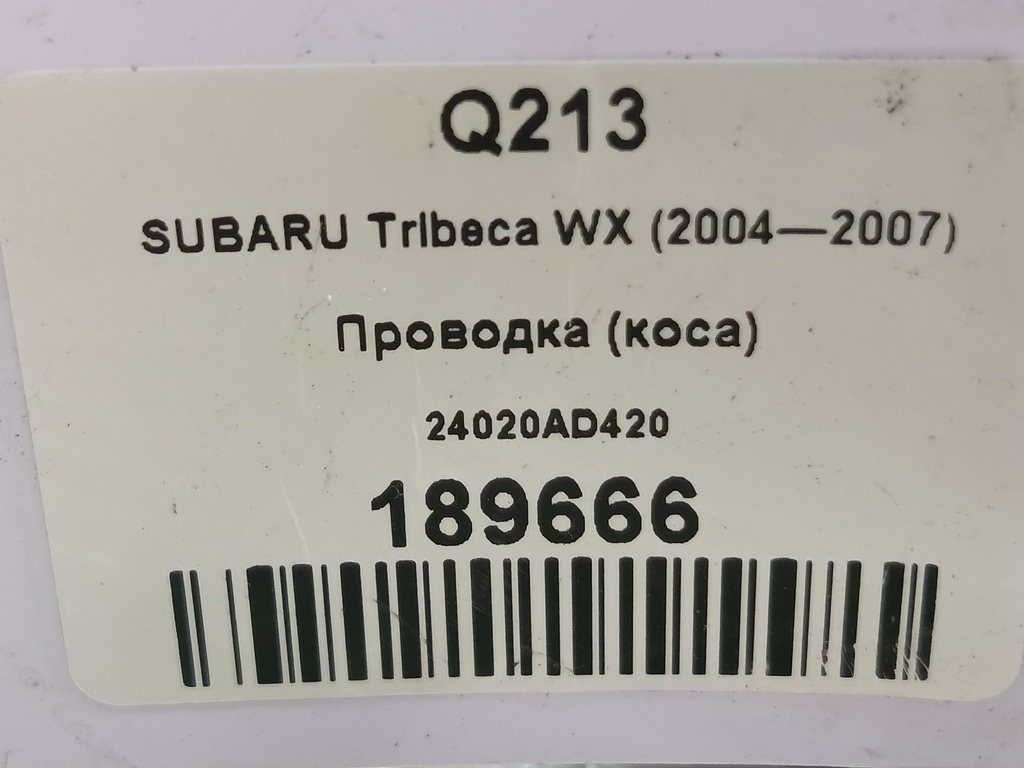 Q213
SUBARU Tribeca WX (2004—2007)
Проводка (коса)
24020AD420
189666